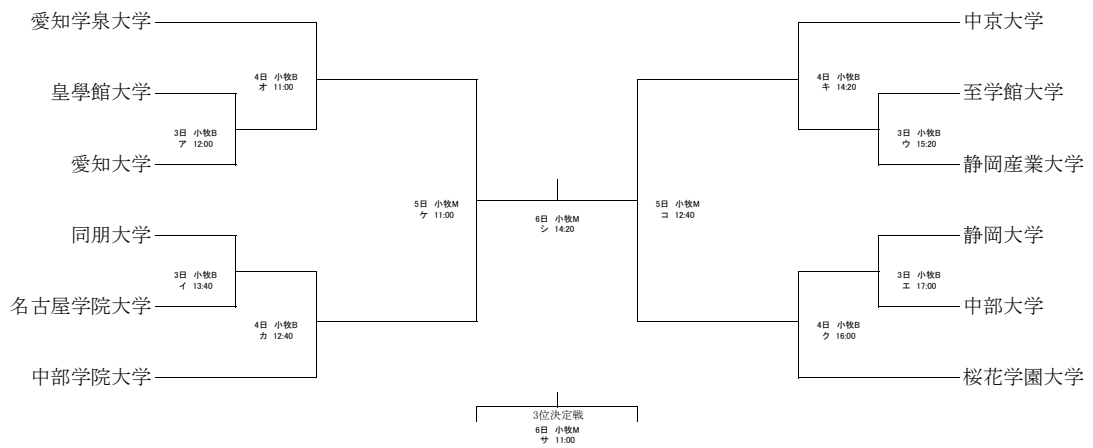 愛知学泉大学
中京大学
4日 小牧B
オ 11:00
4日 小牧B
キ 14:20
皇學館大学
至学館大学
3日 小牧B
ア 12:00
3日 小牧B
ウ 15:20
愛知大学
静岡産業大学
5日 小牧M
ケ 11:00
6日 小牧M
シ 14:20
5日 小牧M
コ 12:40
同朋大学
静岡大学
3日 小牧B
イ 13:40
3日 小牧B
エ 17:00
名古屋学院大学
中部大学
4日 小牧B
カ 12:40
4日 小牧B
ク 16:00
中部学院大学
桜花学園大学
3位決定戦
6日 小牧M
サ 11:00